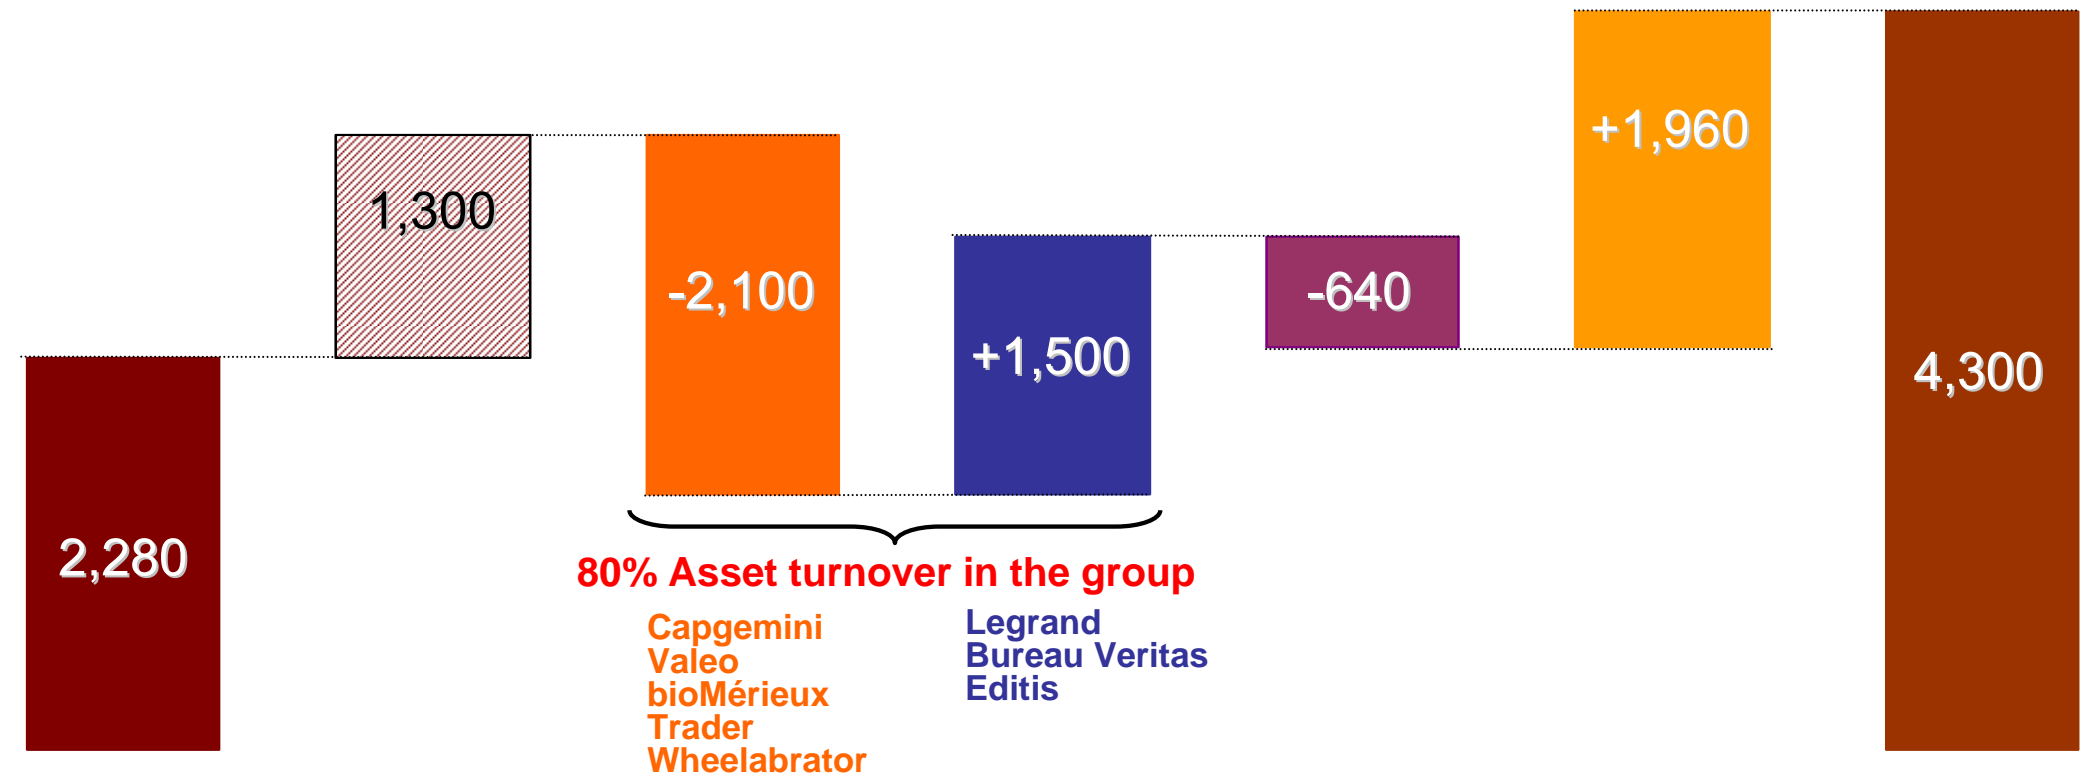 2,280
1,300
-2,100
+1,500
-640
+1,960
4,300
80% Asset turnover in the group
Capgemini
Valeo
bioMérieux
Trader
Wheelabrator
Legrand
Bureau Veritas
Editis